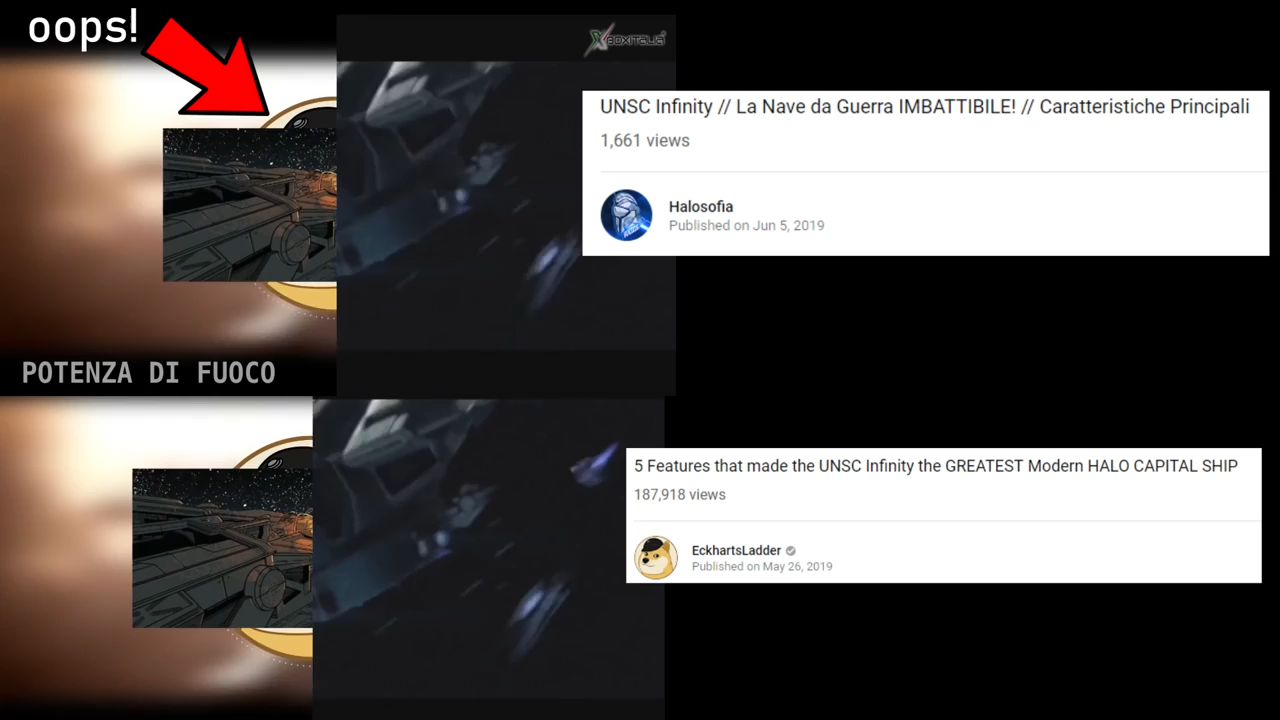 oops!
XBOXITALIA
UNSC Infinity // La Nave da Guerra IMBATTIBILE! // Caratteristiche Principali
1,661 views
Halosofia
Published on Jun 5, 2019
POTENZA DI FUOCO
5 Features that made the UNSC Infinity the GREATEST Modern HALO CAPITAL SHIP
187,918 views
EckhartsLadder
Published on May 26, 2019